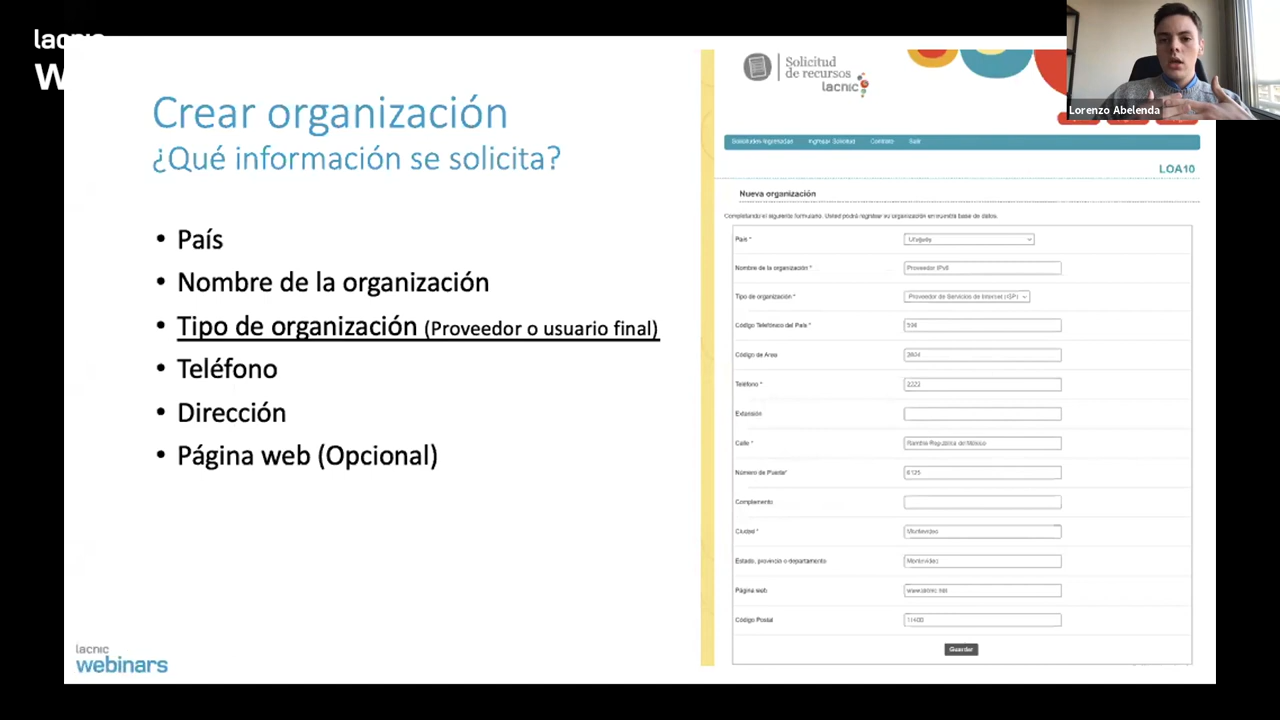 lacnic
W
Crear organización
¿Qué información se solicita?
• País
• Nombre de la organización
• Tipo de organización (Proveedor o usuario final)
• Teléfono
• Dirección
• Página web (Opcional)
lacnic
webinars
Solicitud
de recursos
lacnic
Lorenzo Abelenda
Solicitudes Ingresadas Ingresar Solicitud Contrato Salir
LOA10
Nueva organización
Completando el siguiente formulario, Usted podrá registrar su organización en nuestra base de datos.
País * Uruguay
Nombre de la organización * Proveedor IPv6
Tipo de organización * Proveedor de Servicios de Internet (ISP)
Código Telefónico del País * 598
Código de Area 2604
Teléfono * 2222
Extensión
Calle * Rambla Republica de México
Número de Puerta* 6125
Complemento
Ciudad * Montevideo
Estado, provincia o departamento Montevideo
Página web www.lacnic.net
Código Postal 11400
Guardar